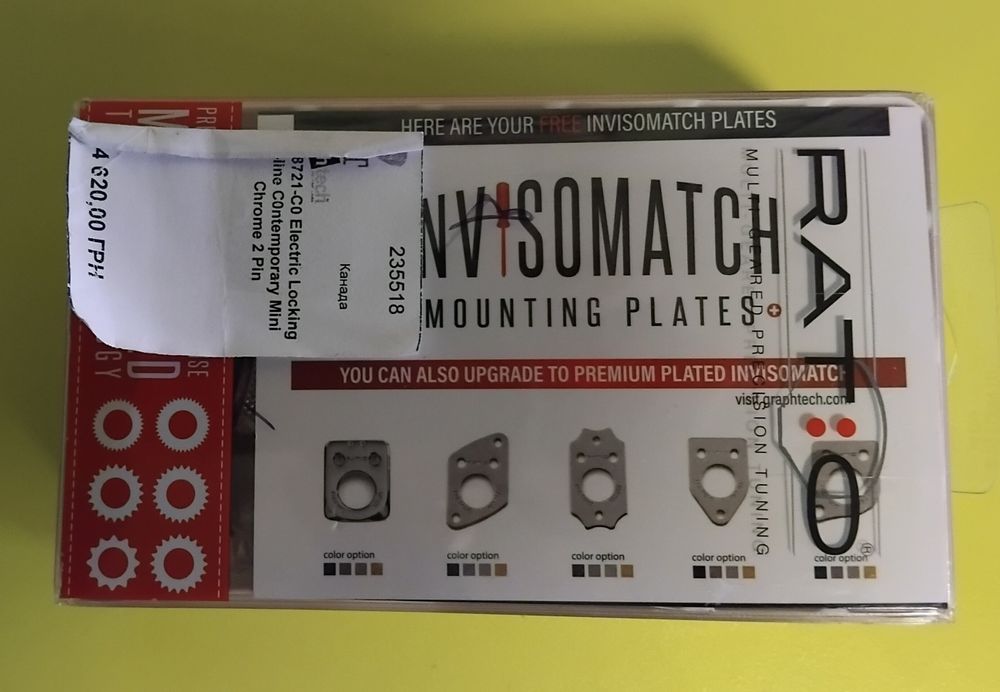 HERE ARE YOUR FREE INVISOMATCH PLATES
NVISOMATCH
MOUNTING PLATES
YOU CAN ALSO UPGRADE TO PREMIUM PLATED INVISOMATCH
visit graphtech.com
color option
color option
color option
color option
color option
RATIO
®
MULTI GEARED PRECISION TUNING
235518
Канада
8721-C0 Electric Locking
line C0ntemporary Mini
Chrome 2 Pin
4 620,00 ГРН